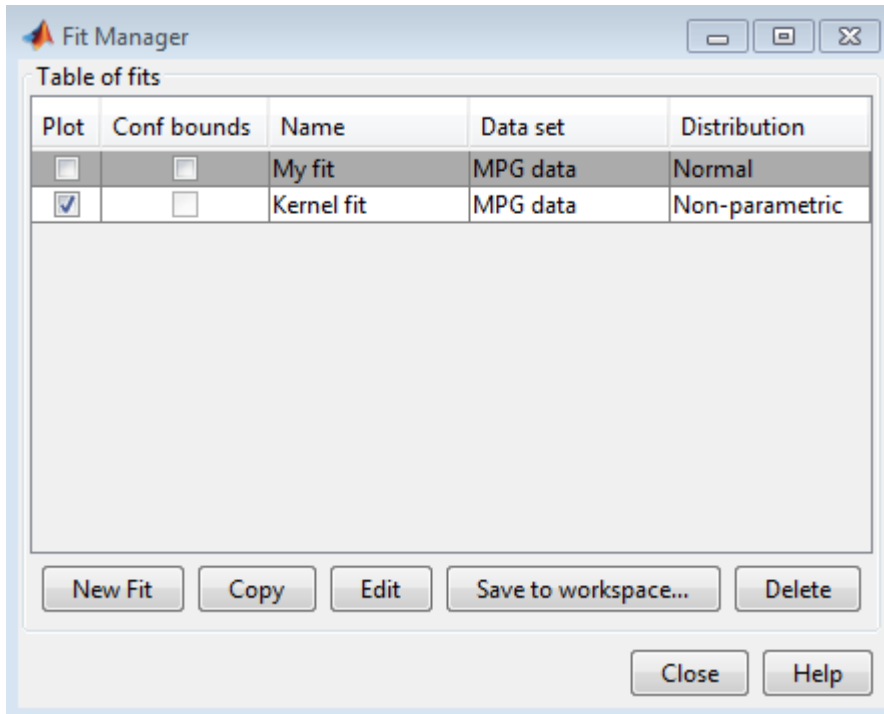 Fit Manager
Table of fits
Plot Conf bounds Name Data set Distribution
My fit MPG data Normal
Kernel fit MPG data Non-parametric
New Fit Copy Edit Save to workspace... Delete
Close Help